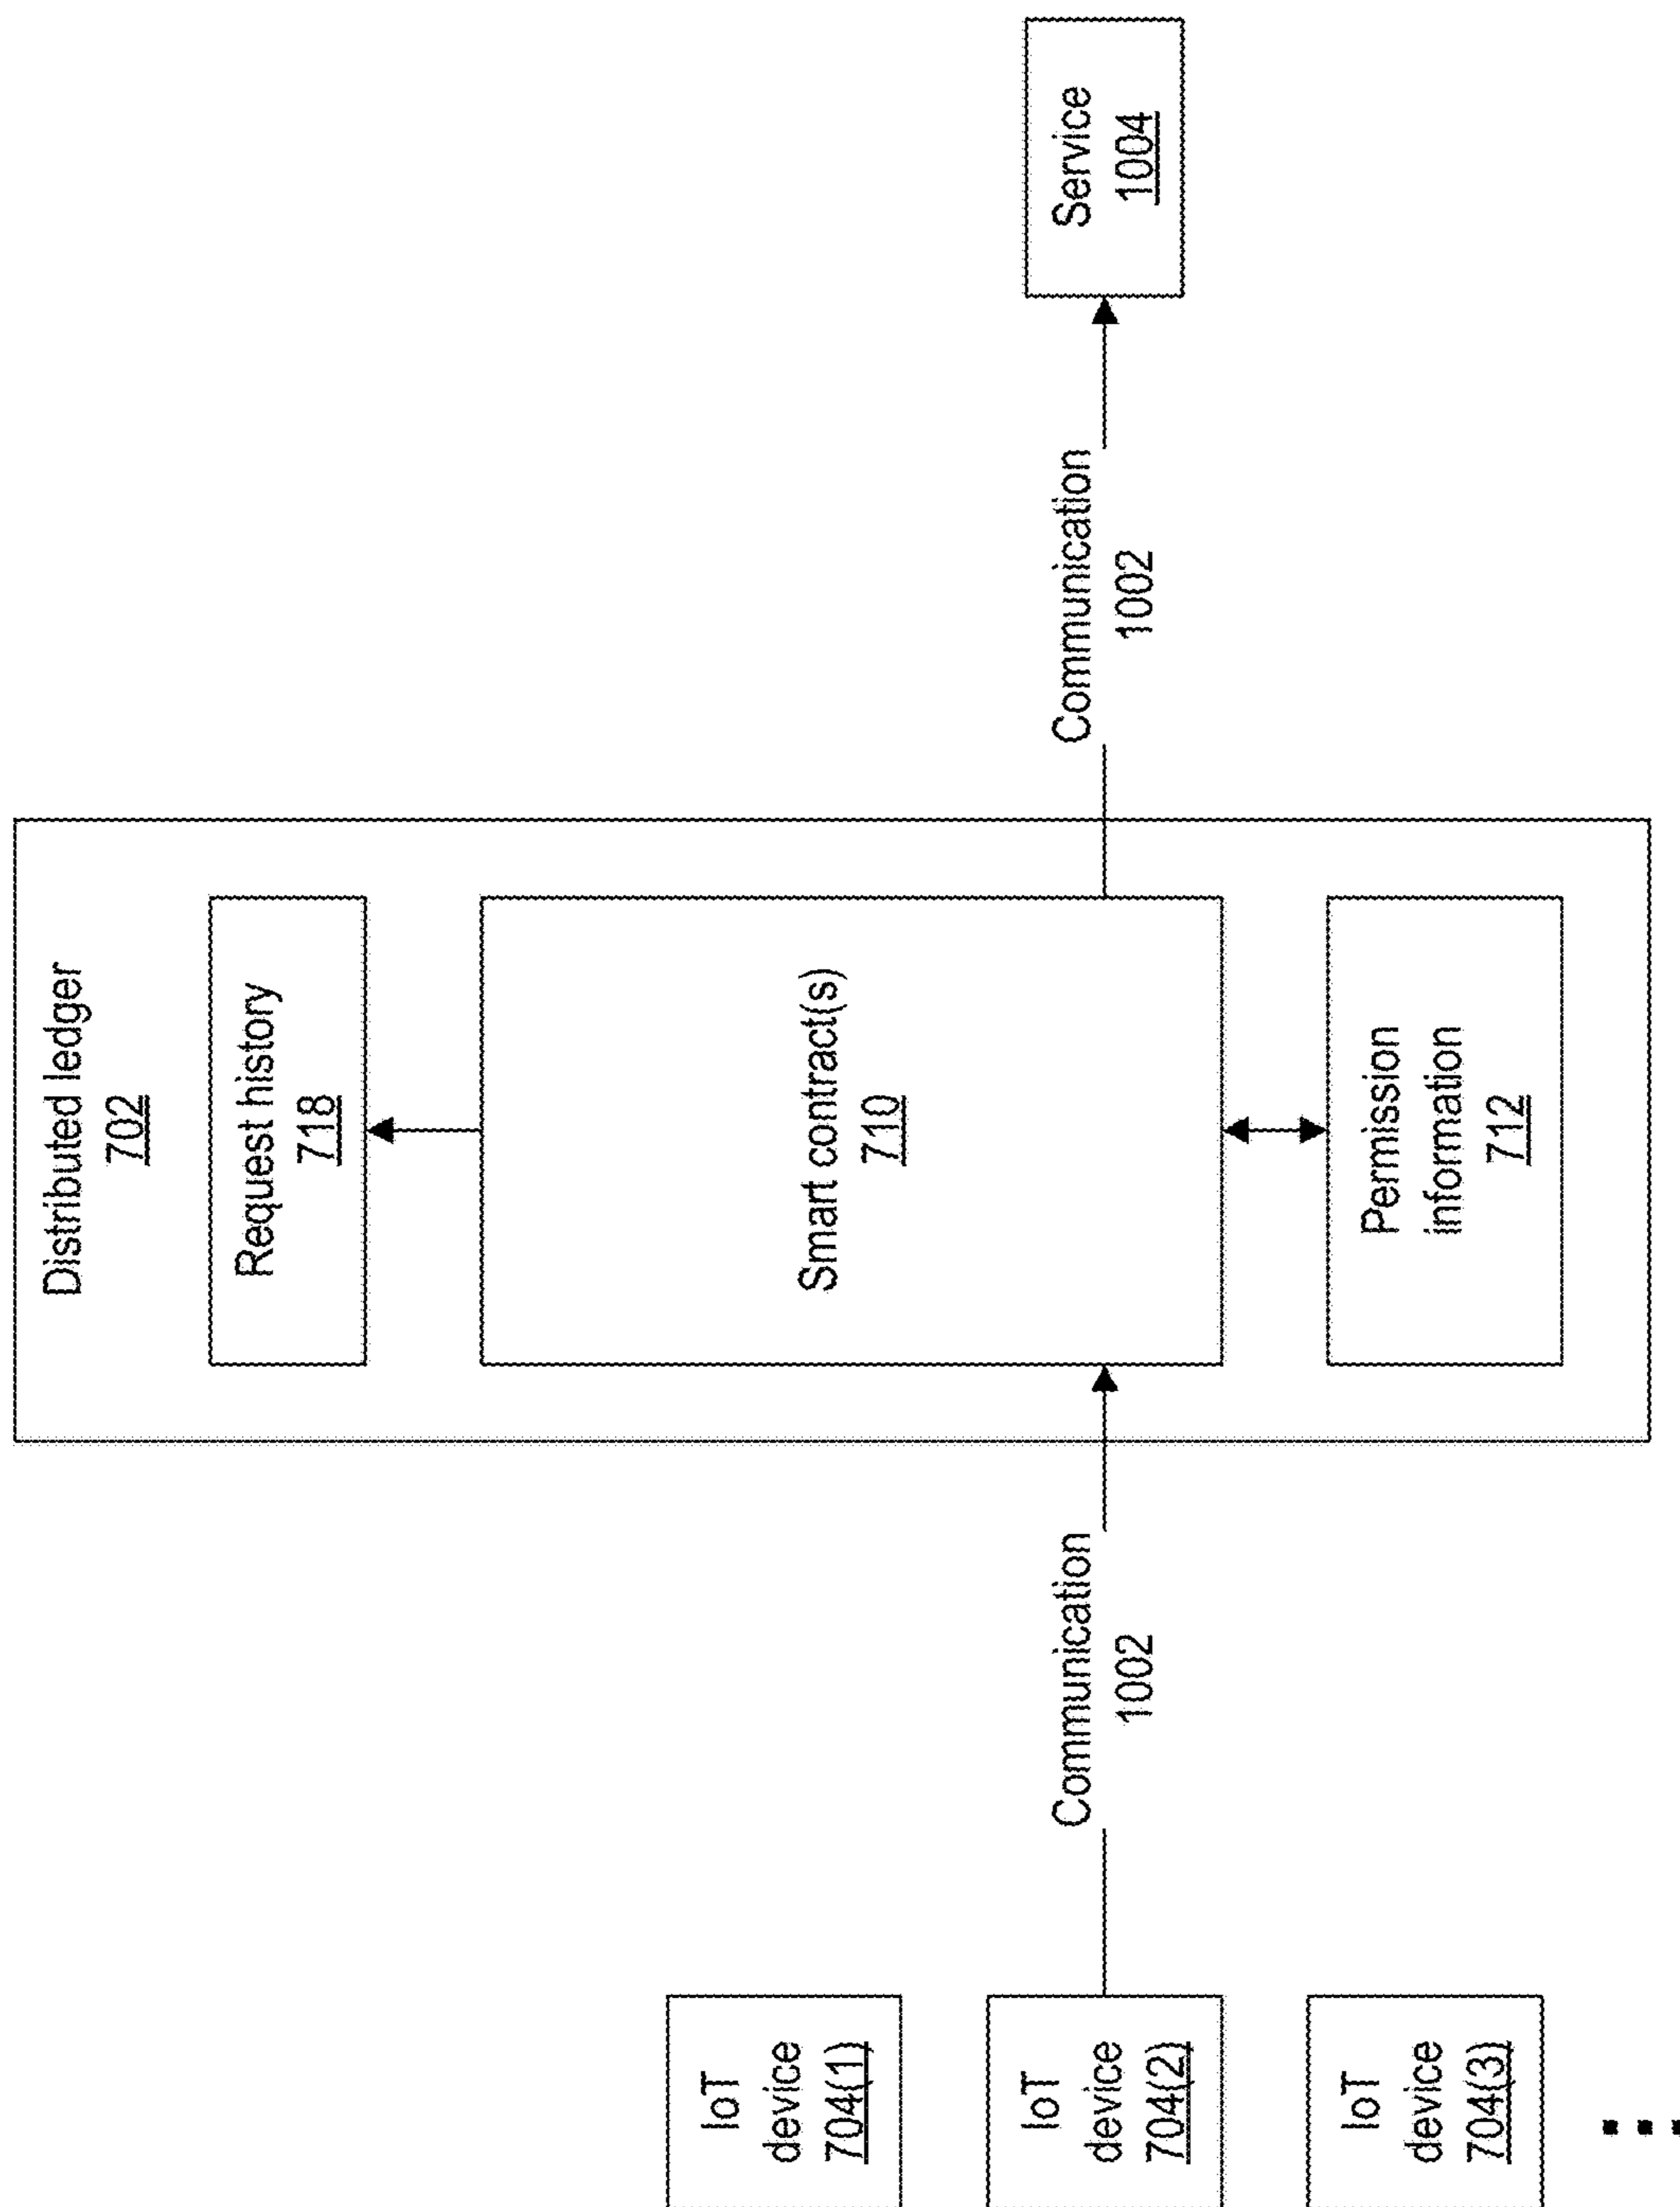 IoT
device
704(1)
IoT
device
704(2)
IoT
device
704(3)
Communication
1002
Distributed ledger
702
Request history
718
Smart contract(s)
710
Permission
information
712
Communication
1002
Service
1004